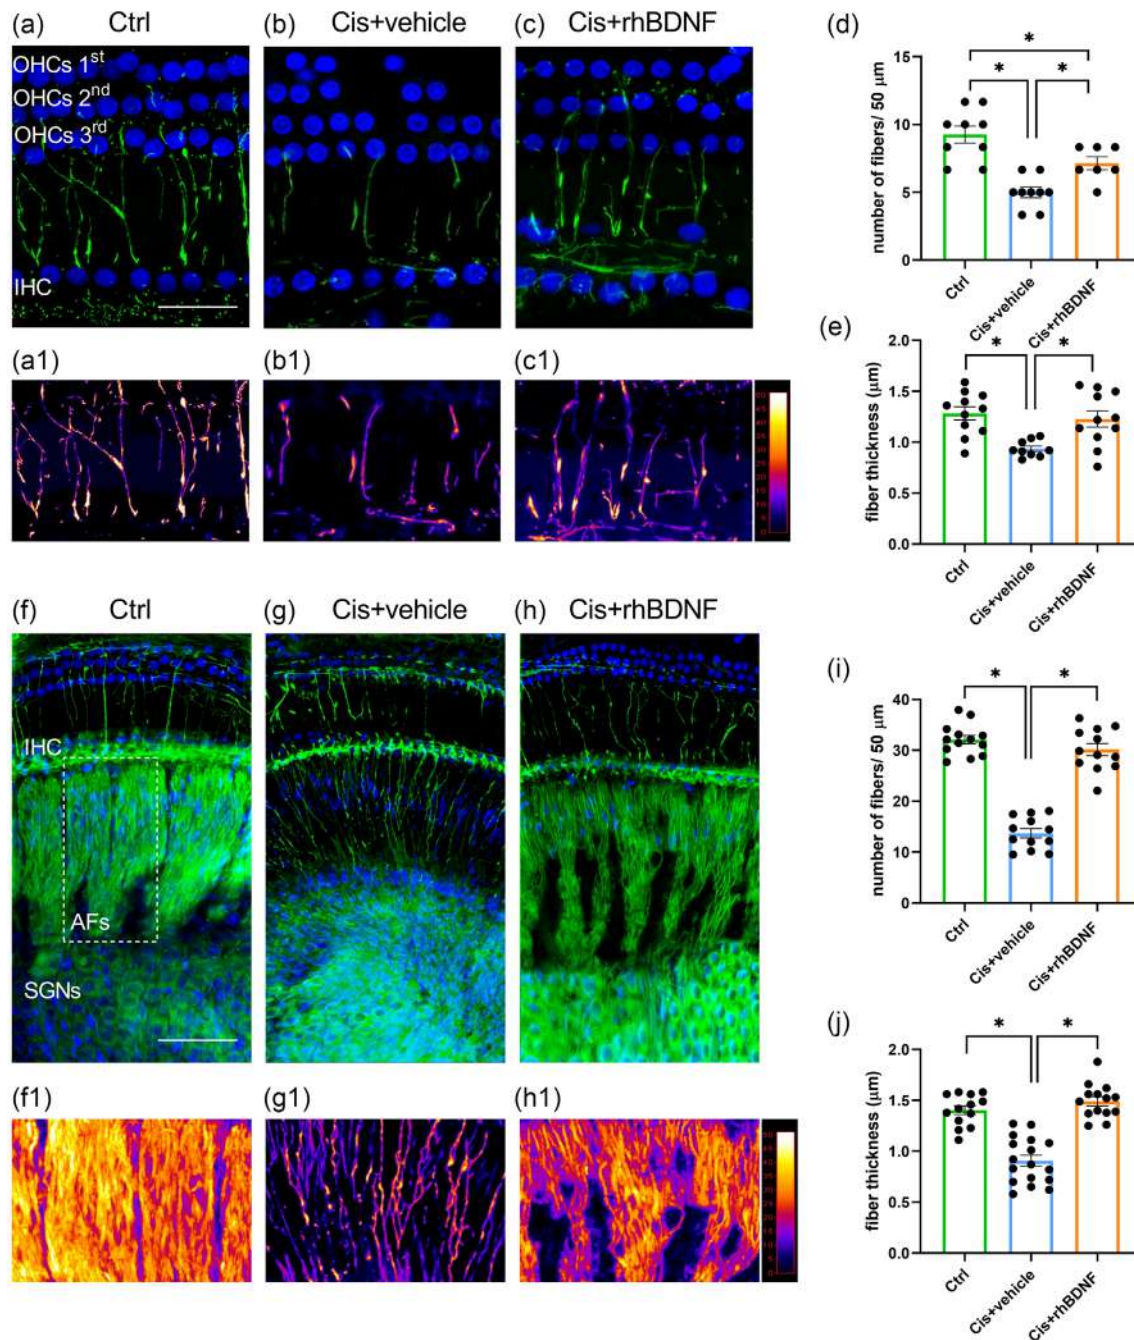 (a) Ctrl
(b) Cis+vehicle
(c) Cis+rhBDNF
OHCs 1st
OHCs 2nd
OHCs 3rd
IHC
(a1)
(b1)
(c1)
(d)
* * *
15
10
5
0
number of fibers/ 50 μm
Ctrl
Cis+vehicle
Cis+rhBDNF
(e)
* *
2.0
1.5
1.0
0.5
0.0
fiber thickness (μm)
Ctrl
Cis+vehicle
Cis+rhBDNF
(f) Ctrl
(g) Cis+vehicle
(h) Cis+rhBDNF
IHC
AFs
SGNs
(f1)
(g1)
(h1)
(i)
* *
40
30
20
10
0
number of fibers/ 50 μm
Ctrl
Cis+vehicle
Cis+rhBDNF
(j)
* *
2.0
1.5
1.0
0.5
0.0
fiber thickness (μm)
Ctrl
Cis+vehicle
Cis+rhBDNF